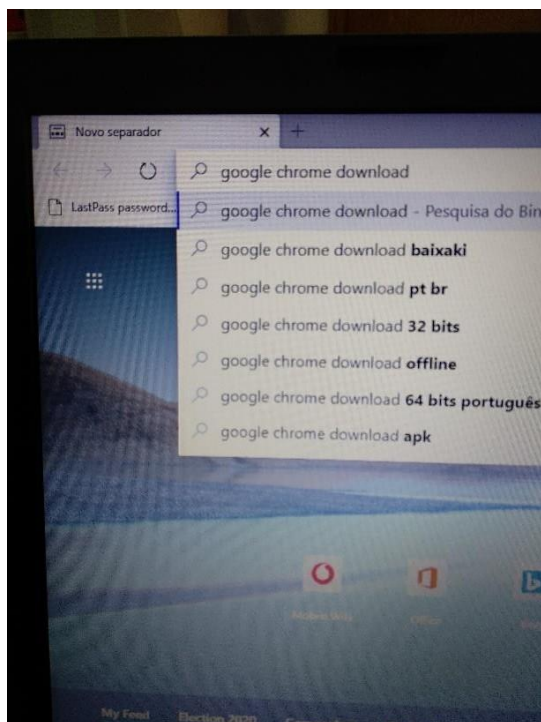 Novo separador
google chrome download
LastPass password...
google chrome download - Pesquisa do Bin
google chrome download baixaki
google chrome download pt br
google chrome download 32 bits
google chrome download offline
google chrome download 64 bits português
google chrome download apk
Office
My Feed
Election 2020